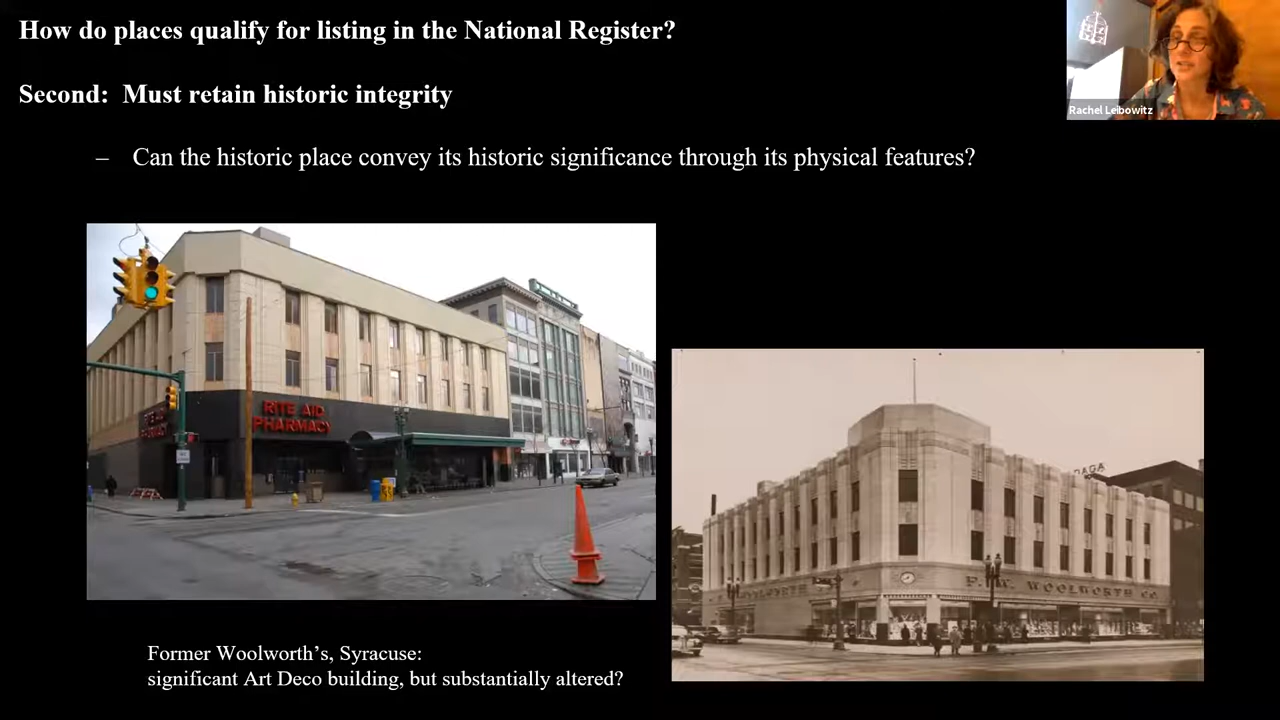 How do places qualify for listing in the National Register?
Second: Must retain historic integrity
– Can the historic place convey its historic significance through its physical features?
Rachel Leibowitz
RITE AID
PHARMACY
F.W. WOOLWORTH CO.
Former Woolworth's, Syracuse:
significant Art Deco building, but substantially altered?